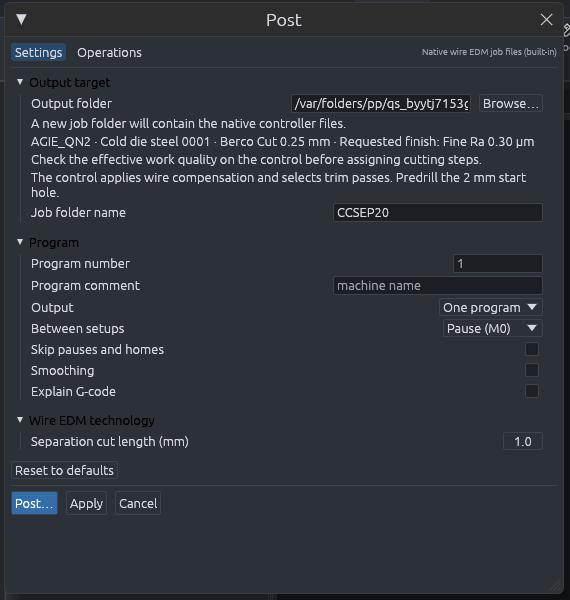 Post
Settings Operations Native wire EDM job files (built-in)
Output target
Output folder /var/folders/pp/qs_byytj7153g Browse...
A new job folder will contain the native controller files.
AGIE_QN2 · Cold die steel 0001 · Berco Cut 0.25 mm · Requested finish: Fine Ra 0.30 µm
Check the effective work quality on the control before assigning cutting steps.
The control applies wire compensation and selects trim passes. Predrill the 2 mm start
hole.
Job folder name CCSEP20
Program
Program number 1
Program comment machine name
Output One program
Between setups Pause (M0)
Skip pauses and homes
Smoothing
Explain G-code
Wire EDM technology
Separation cut length (mm) 1.0
Reset to defaults
Post... Apply Cancel